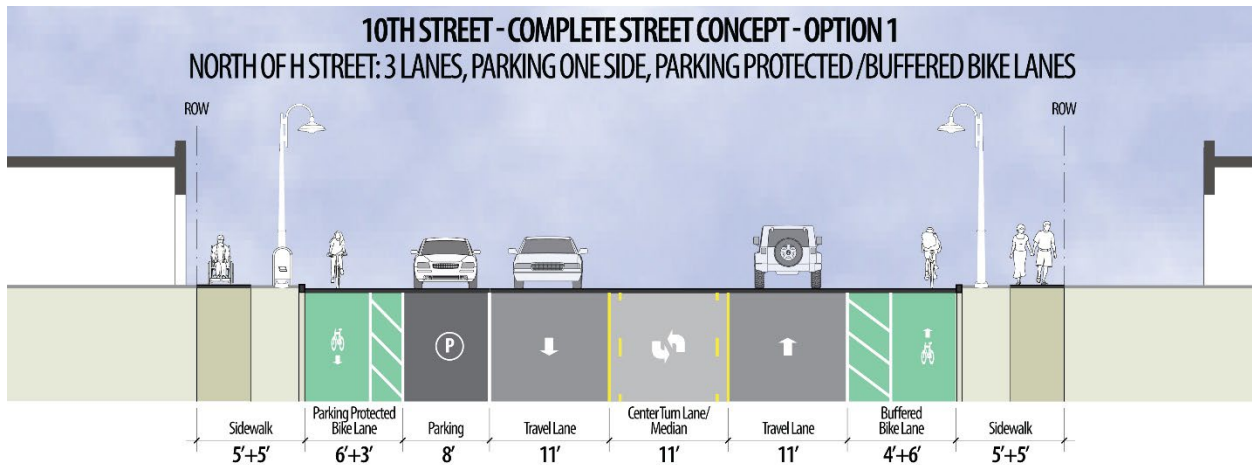 10TH STREET - COMPLETE STREET CONCEPT - OPTION 1
NORTH OF H STREET: 3 LANES, PARKING ONE SIDE, PARKING PROTECTED /BUFFERED BIKE LANES
ROW
ROW
P
Sidewalk
Parking Protected
Bike Lane
Parking
Travel Lane
Center Turn Lane/
Median
Travel Lane
Buffered
Bike Lane
Sidewalk
5'+5'
6'+3'
8'
11'
11'
11'
4'+6'
5'+5'